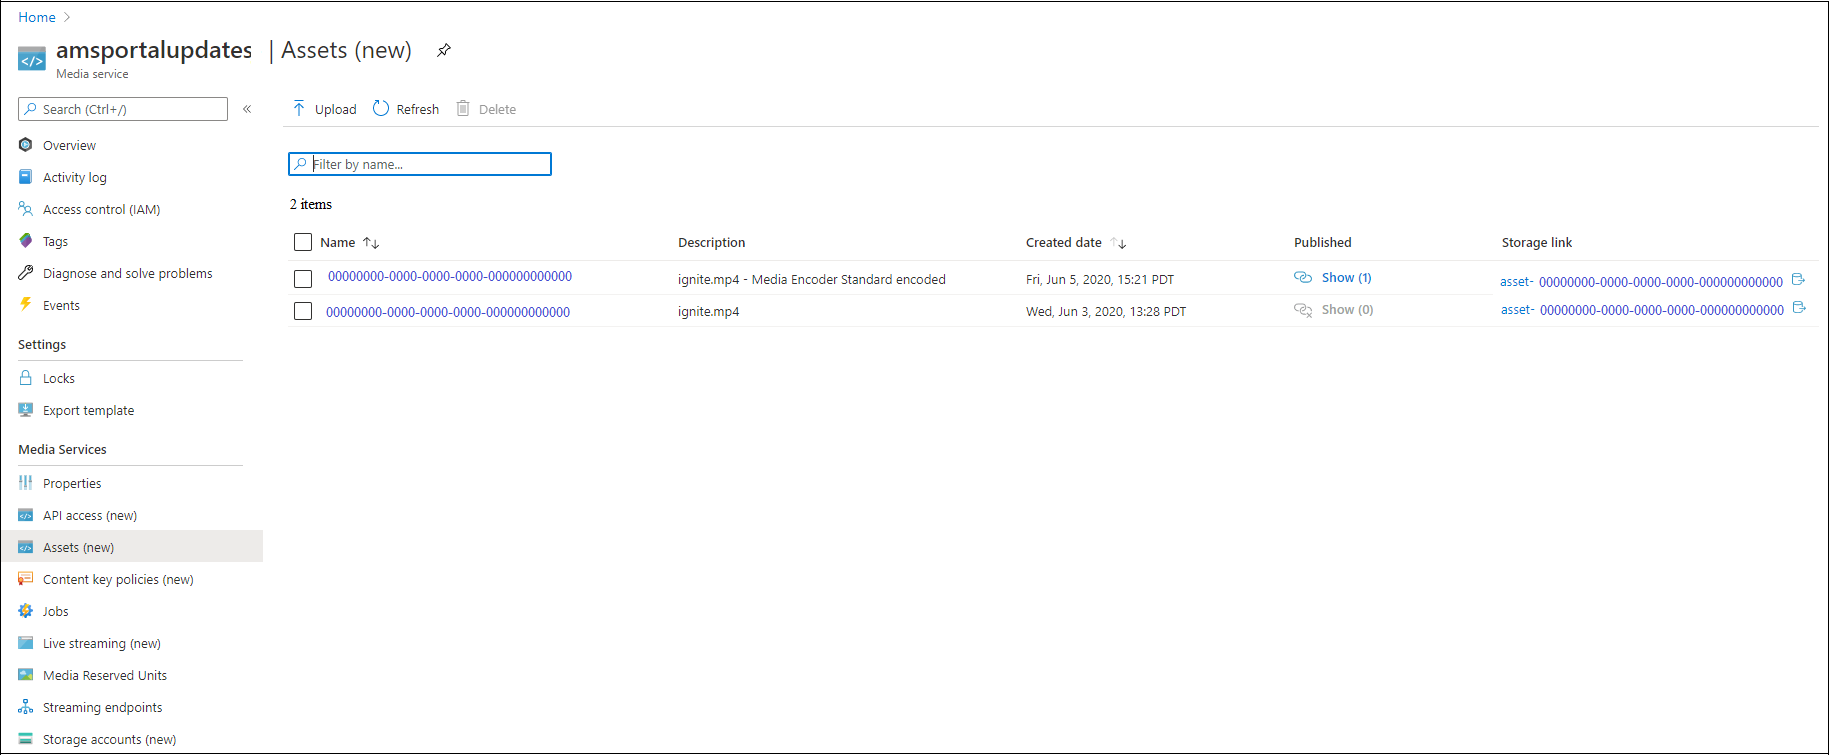 Home
amsportalupdates | Assets (new)
Media service
Search (Ctrl+/)
Overview
Activity log
Access control (IAM)
Tags
Diagnose and solve problems
Events
Settings
Locks
Export template
Media Services
Properties
API access (new)
Assets (new)
Content key policies (new)
Jobs
Live streaming (new)
Media Reserved Units
Streaming endpoints
Storage accounts (new)
Upload Refresh Delete
Filter by name...
2 items
Name Description Created date Published Storage link
00000000-0000-0000-0000-000000000000 ignite.mp4 - Media Encoder Standard encoded Fri, Jun 5, 2020, 15:21 PDT Show (1) asset- 00000000-0000-0000-0000-000000000000
00000000-0000-0000-0000-000000000000 ignite.mp4 Wed, Jun 3, 2020, 13:28 PDT Show (0) asset- 00000000-0000-0000-0000-000000000000